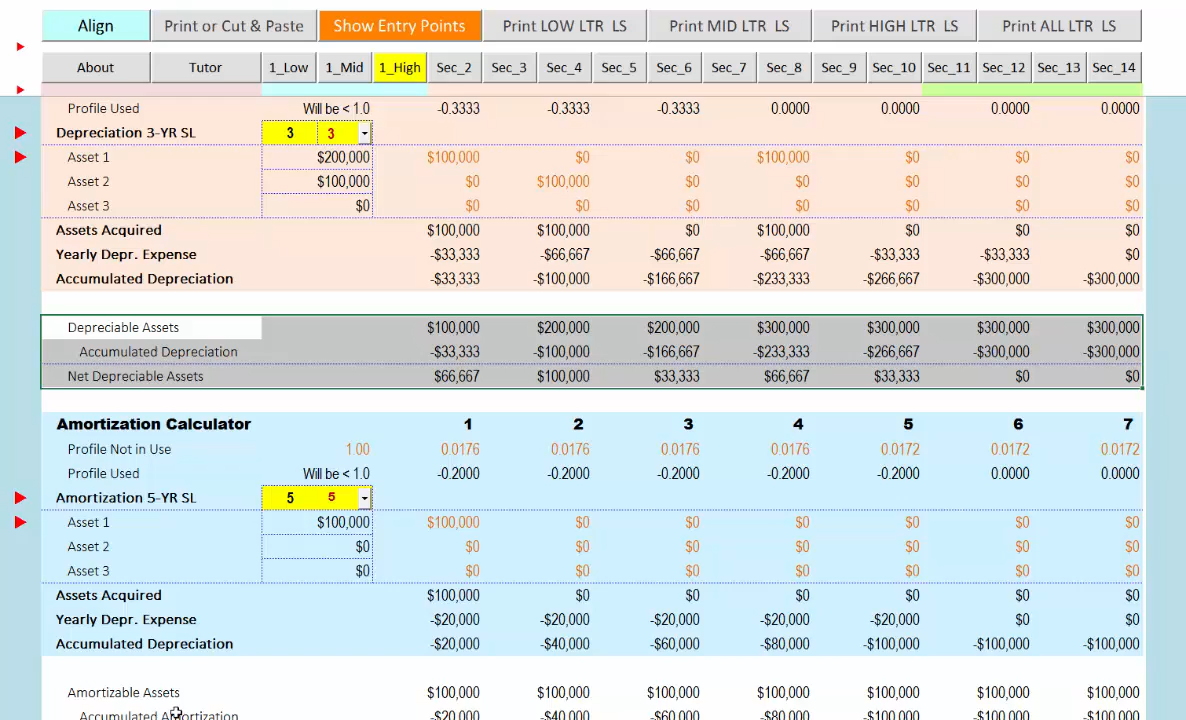 Align Print or Cut & Paste Show Entry Points Print LOW LTR LS Print MID LTR LS Print HIGH LTR LS Print ALL LTR LS
About Tutor 1_Low 1_Mid 1_High Sec_2 Sec_3 Sec_4 Sec_5 Sec_6 Sec_7 Sec_8 Sec_9 Sec_10 Sec_11 Sec_12 Sec_13 Sec_14
Profile Used Will be < 1.0 -0.3333 -0.3333 -0.3333 0.0000 0.0000 0.0000 0.0000
Depreciation 3-YR SL 3 3
Asset 1 $200,000 $100,000 $0 $0 $100,000 $0 $0 $0
Asset 2 $100,000 $0 $100,000 $0 $0 $0 $0 $0
Asset 3 $0 $0 $0 $0 $0 $0 $0 $0
Assets Acquired $100,000 $100,000 $0 $100,000 $0 $0 $0
Yearly Depr. Expense -$33,333 -$66,667 -$66,667 -$66,667 -$33,333 -$33,333 $0
Accumulated Depreciation -$33,333 -$100,000 -$166,667 -$233,333 -$266,667 -$300,000 -$300,000
Depreciable Assets $100,000 $200,000 $200,000 $300,000 $300,000 $300,000 $300,000
Accumulated Depreciation -$33,333 -$100,000 -$166,667 -$233,333 -$266,667 -$300,000 -$300,000
Net Depreciable Assets $66,667 $100,000 $33,333 $66,667 $33,333 $0 $0
Amortization Calculator 1 2 3 4 5 6 7
Profile Not in Use 1.00 0.0176 0.0176 0.0176 0.0176 0.0172 0.0172 0.0172
Profile Used Will be < 1.0 -0.2000 -0.2000 -0.2000 -0.2000 -0.2000 0.0000 0.0000
Amortization 5-YR SL 5 5
Asset 1 $100,000 $100,000 $0 $0 $0 $0 $0 $0
Asset 2 $0 $0 $0 $0 $0 $0 $0 $0
Asset 3 $0 $0 $0 $0 $0 $0 $0 $0
Assets Acquired $100,000 $0 $0 $0 $0 $0 $0
Yearly Depr. Expense -$20,000 -$20,000 -$20,000 -$20,000 -$20,000 $0 $0
Accumulated Depreciation -$20,000 -$40,000 -$60,000 -$80,000 -$100,000 -$100,000 -$100,000
Amortizable Assets $100,000 $100,000 $100,000 $100,000 $100,000 $100,000 $100,000
Accumulated Amortization -$20,000 -$40,000 -$60,000 -$80,000 -$100,000 -$100,000 -$100,000